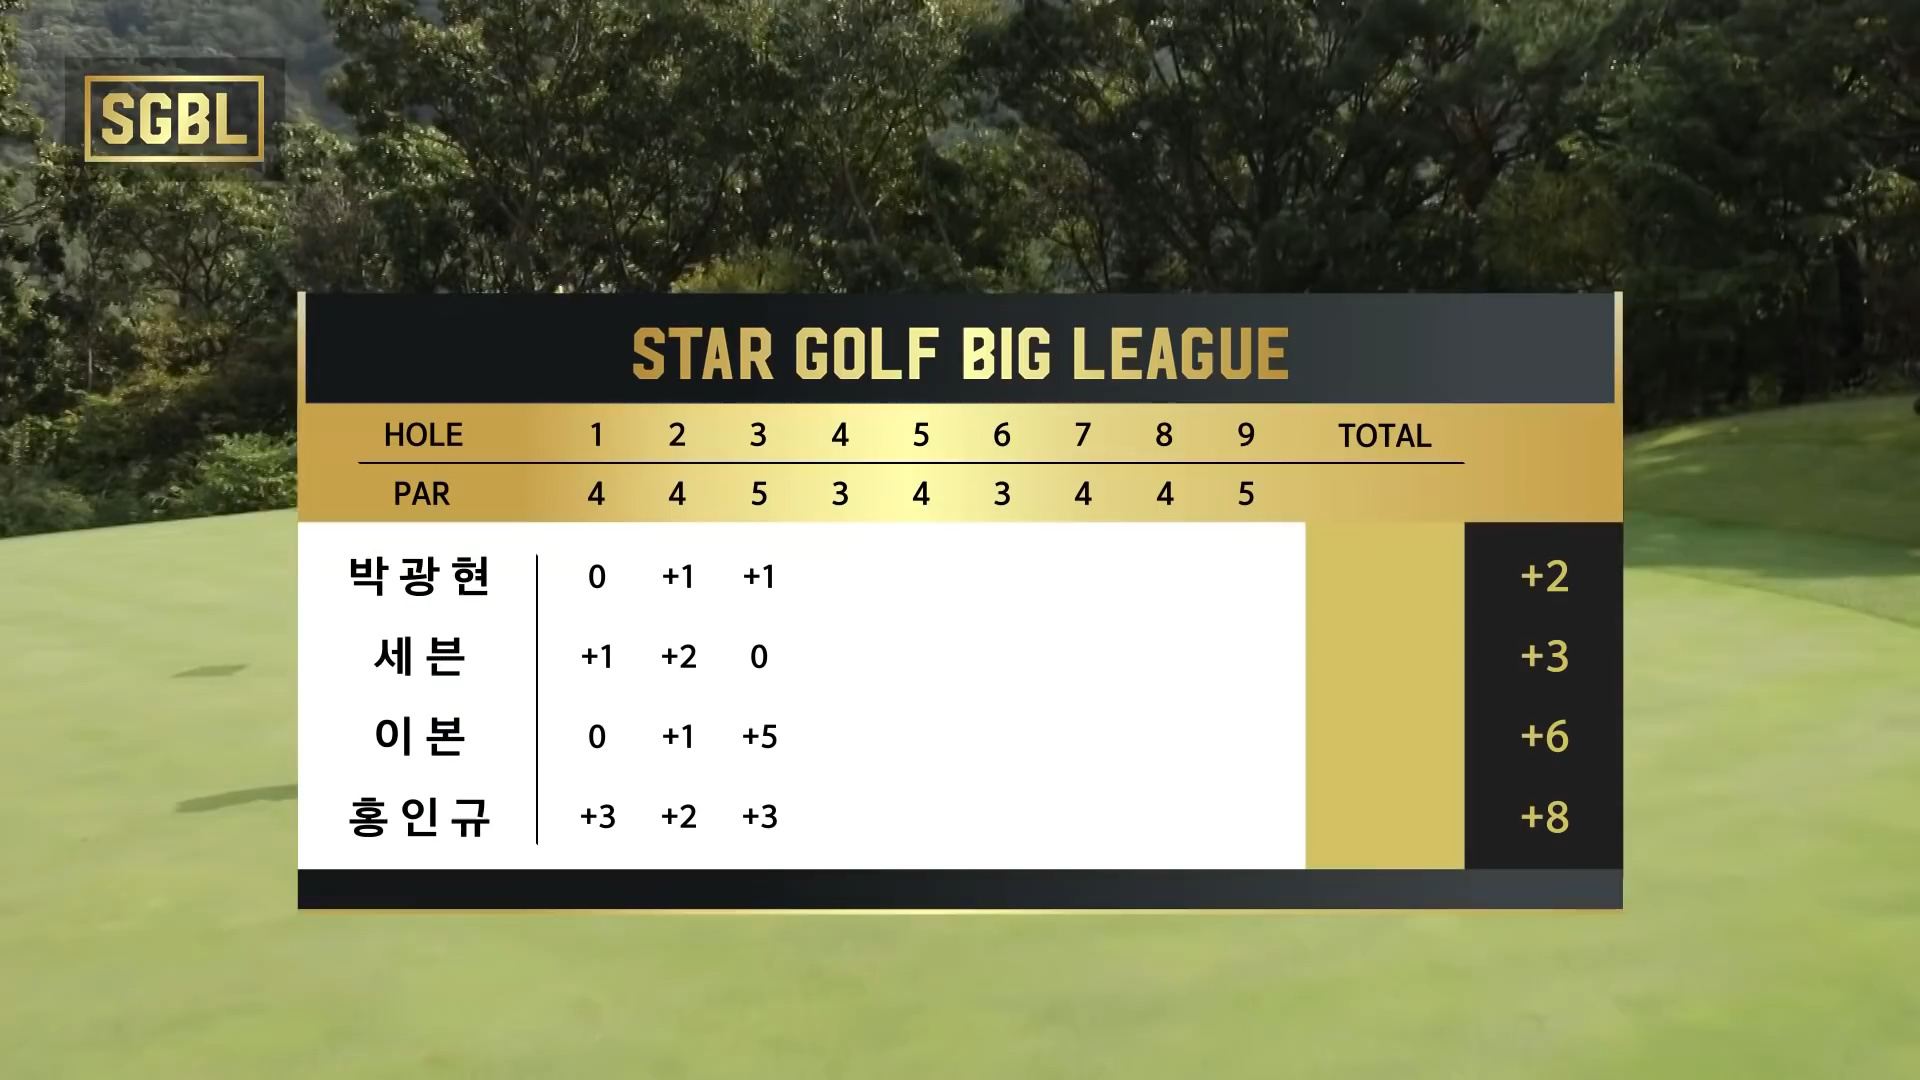 SGBL
STAR GOLF BIG LEAGUE
HOLE 1 2 3 4 5 6 7 8 9 TOTAL
PAR 4 4 5 3 4 3 4 4 5
박광현 0 +1 +1 +2
세븐 +1 +2 0 +3
이본 0 +1 +5 +6
홍인규 +3 +2 +3 +8